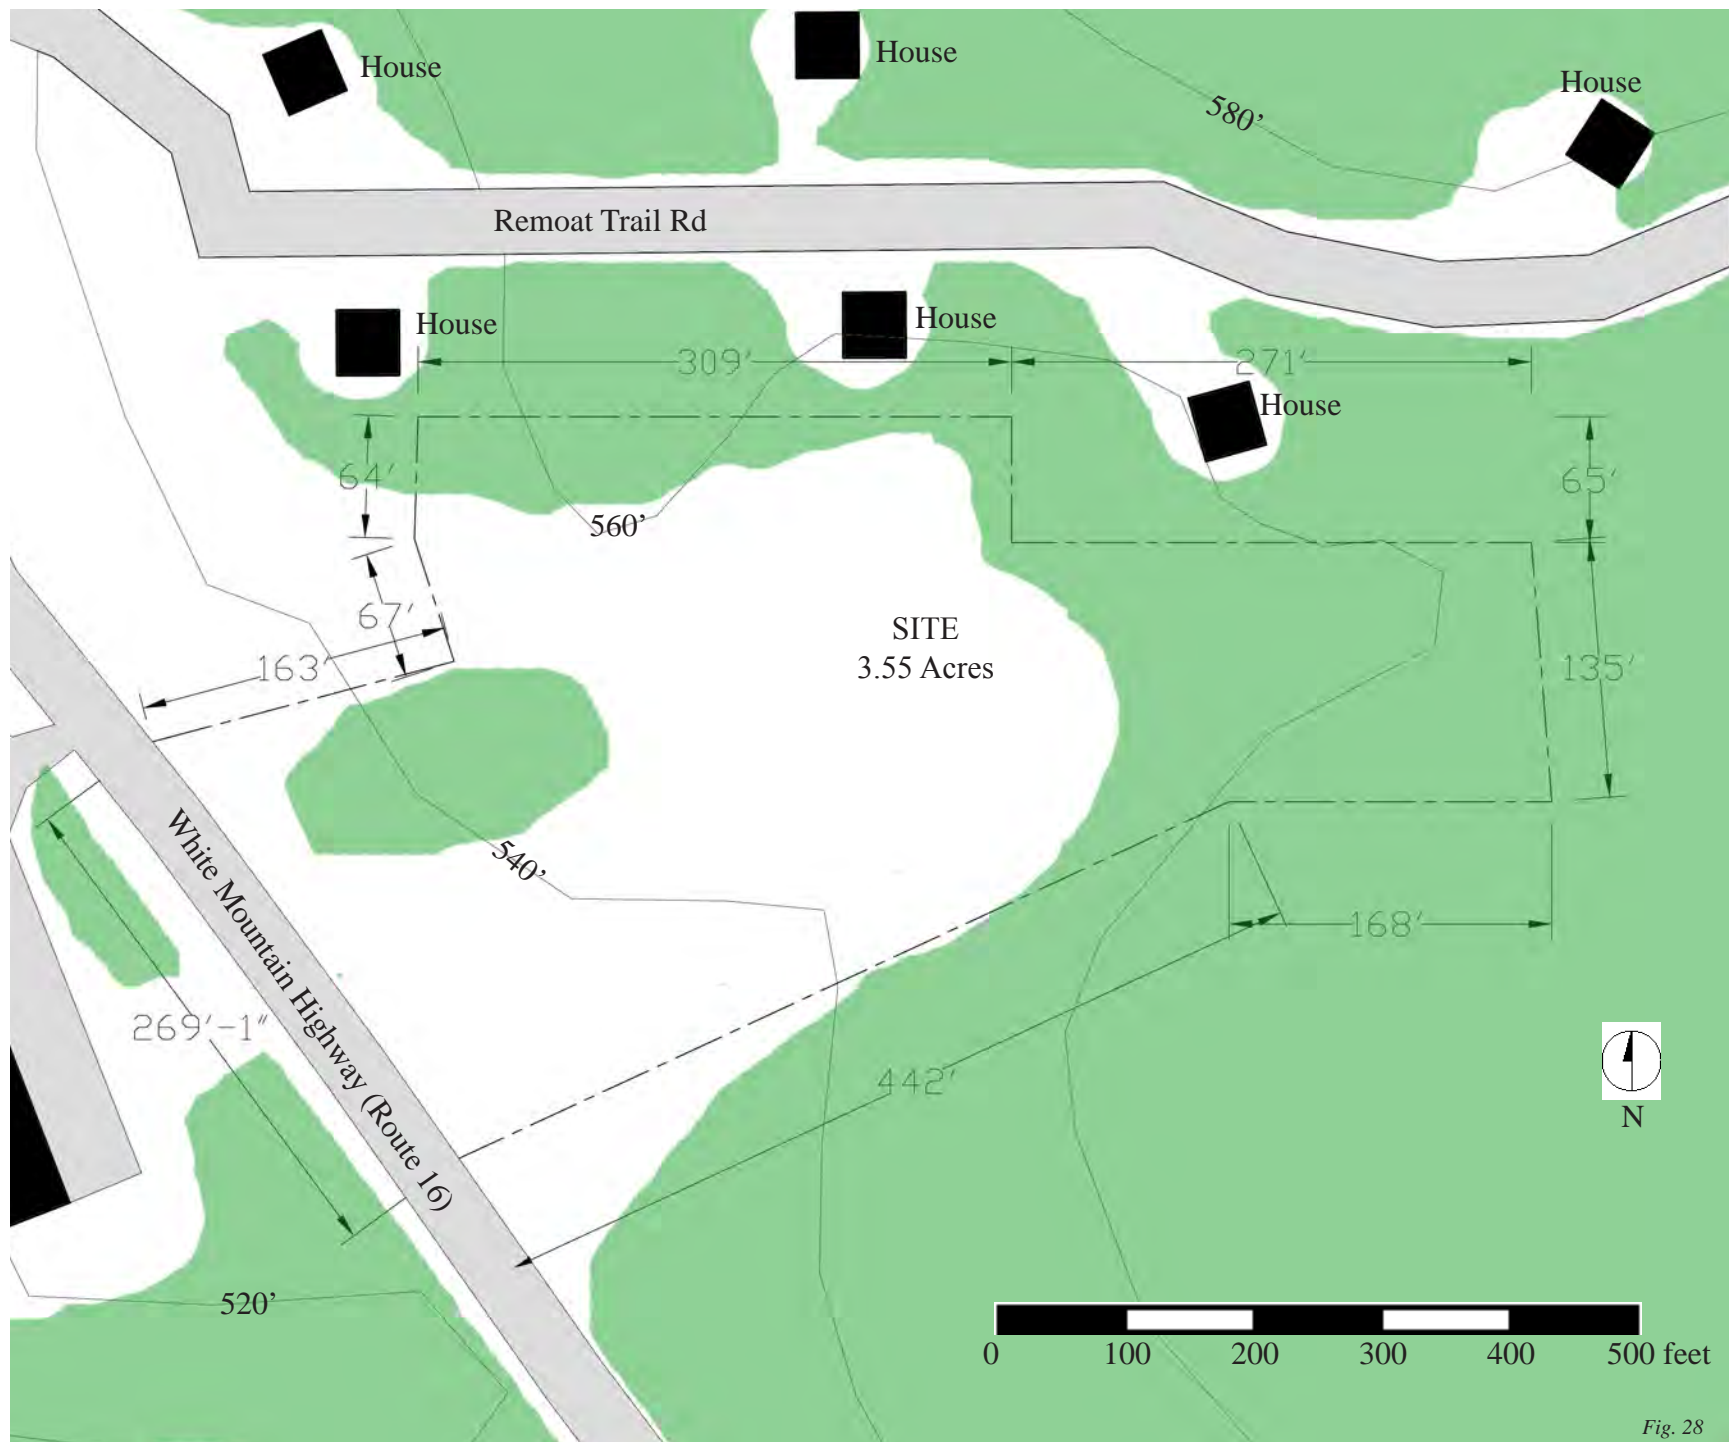 House
House
House
580’
Remoat Trail Rd
House
House
309'
271'
House
64'
65'
560’
67'
SITE
3.55 Acres
163'
135'
540’
White Mountain Highway (Route 16)
168'
269'-1"
442'
N
520’
0 100 200 300 400 500 feet
Fig. 28